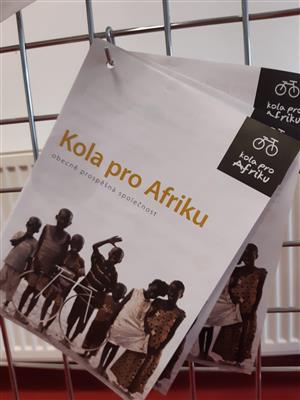 Kola pro Afriku
obecně prospěšná společnost
kola pro
afriku
kola pro
afriku